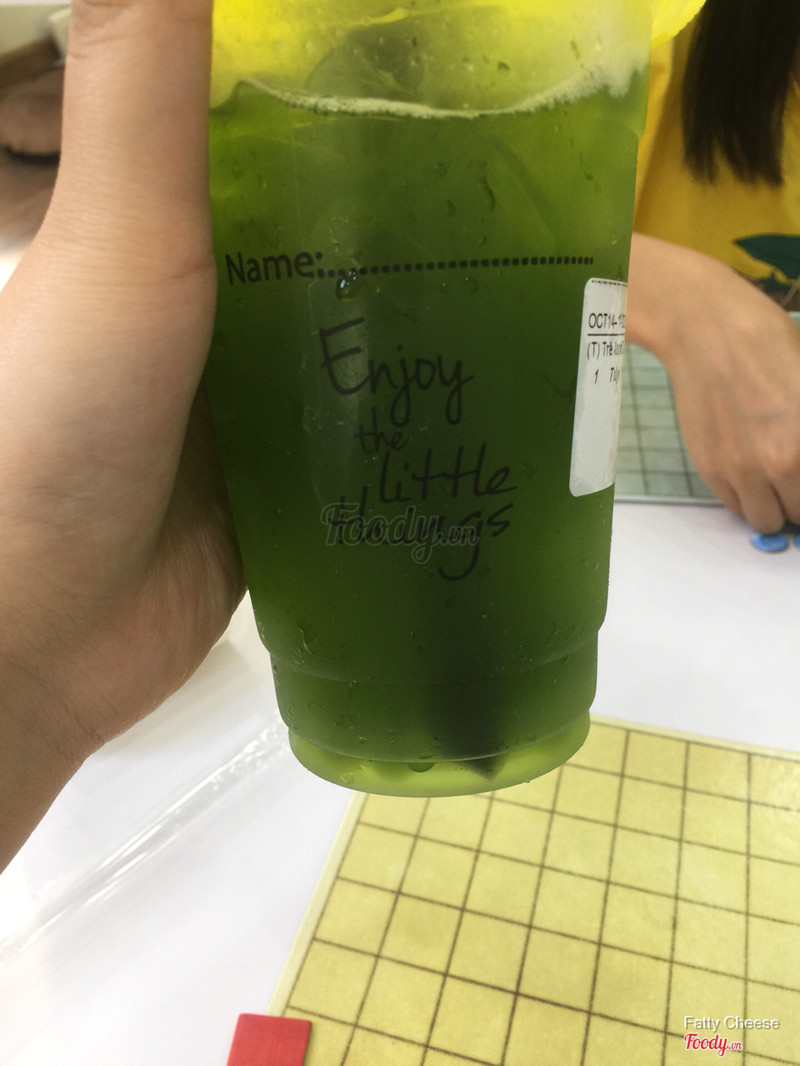 Name:
Enjoy
the
little
things
Foody.vn
OCT14-
(T) Trà
1
Fatty Cheese
Foody.vn